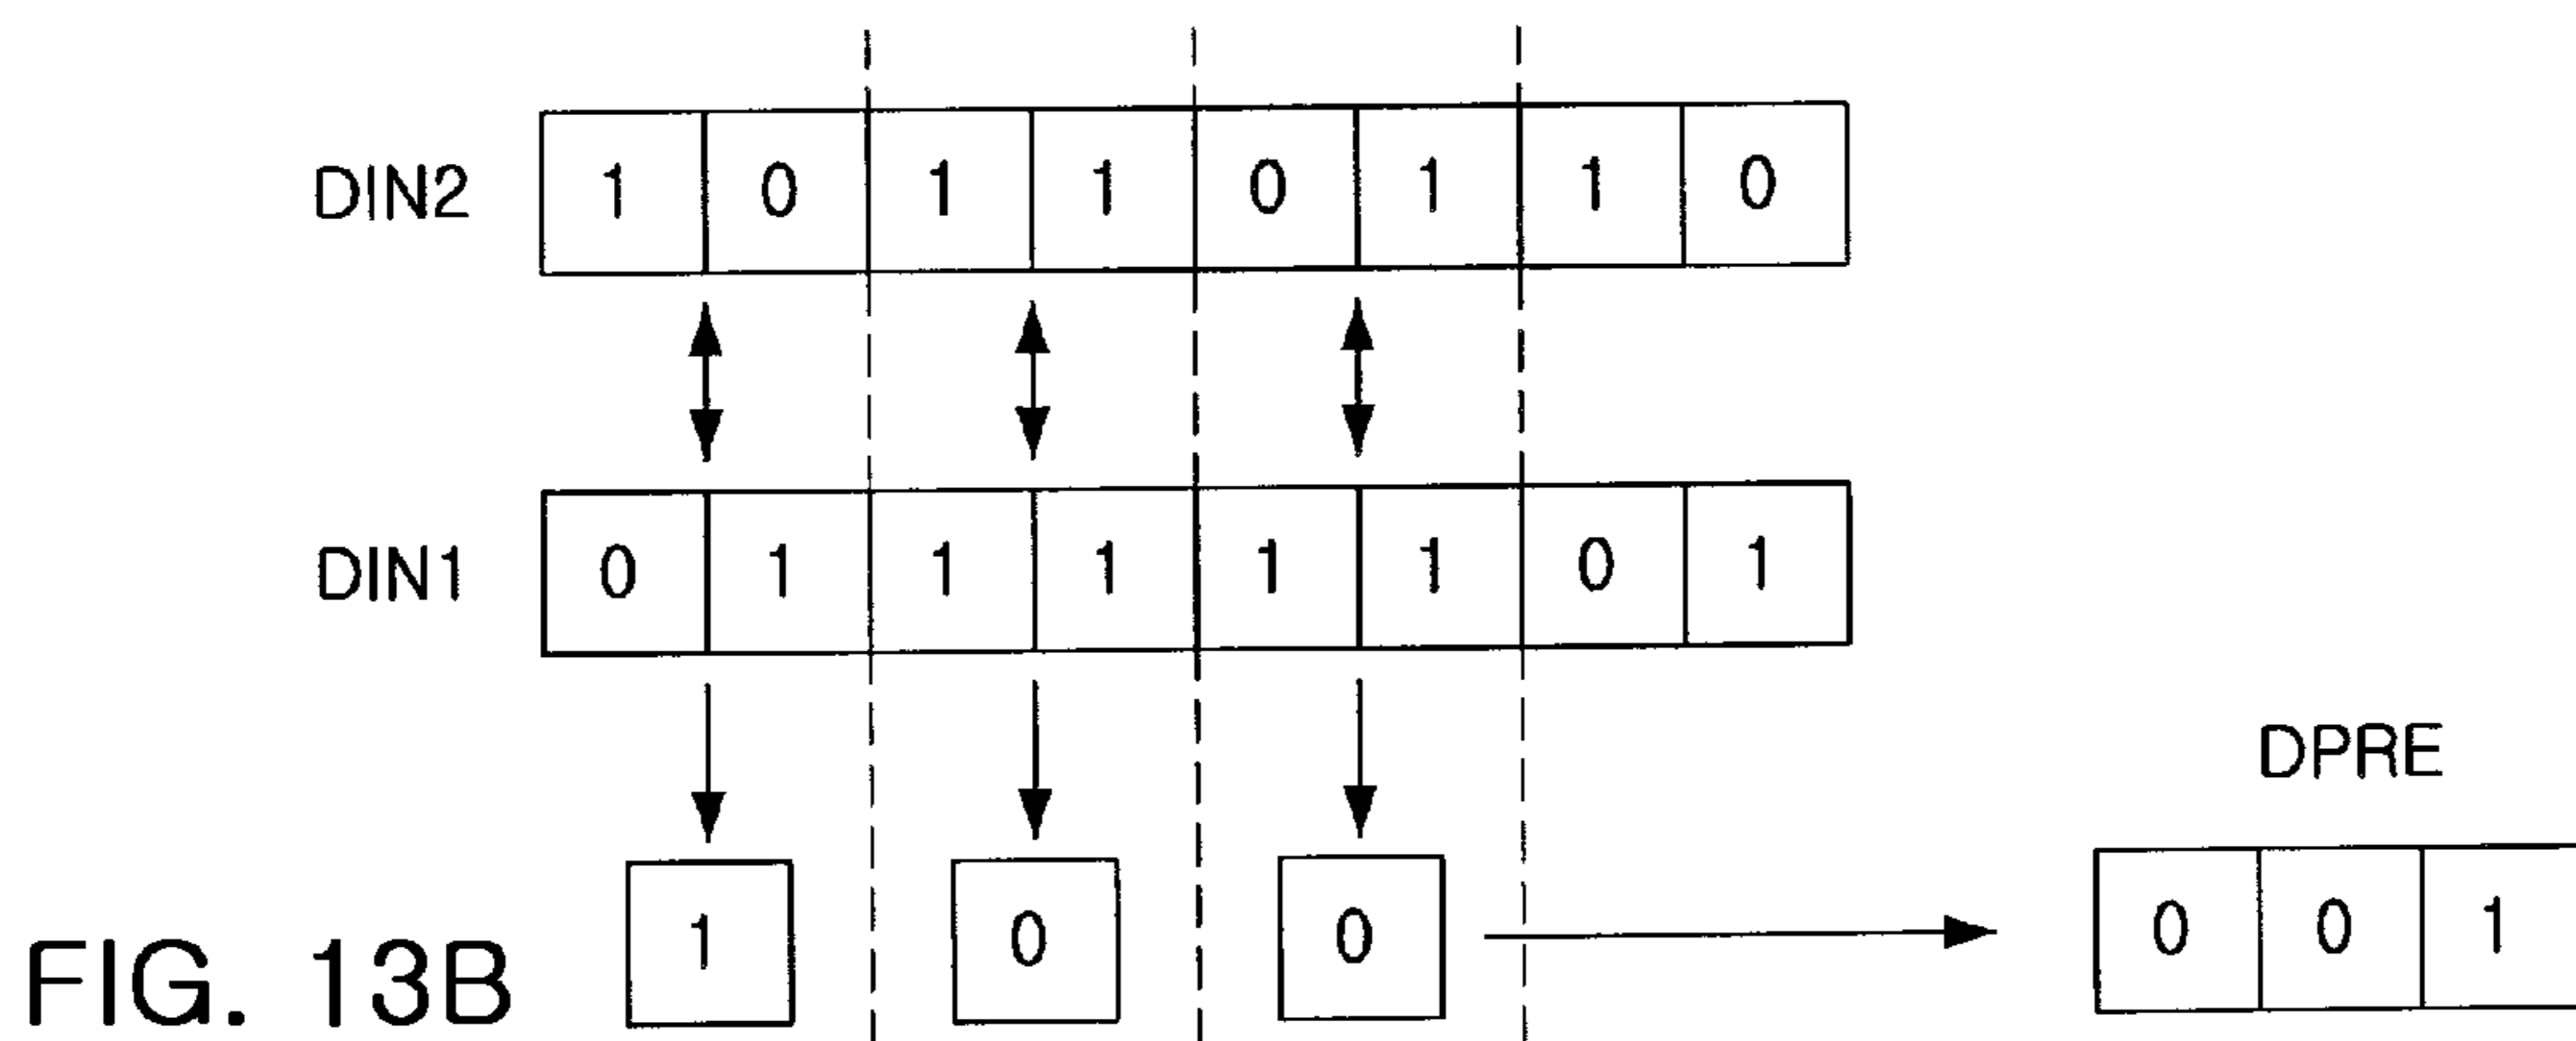 DIN2 1 0 1 1 0 1 1 0
DIN1 0 1 1 1 1 1 0 1
DPRE
1 0 0 0 0 1
FIG. 13B